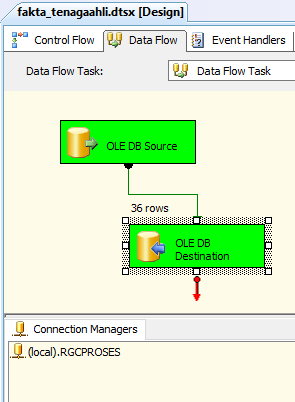 fakta_tenagaahli.dtsx [Design]
Control Flow Data Flow Event Handlers
Data Flow Task: Data Flow Task
OLE DB Source
36 rows
OLE DB
Destination
Connection Managers
(local).RGCPROSES